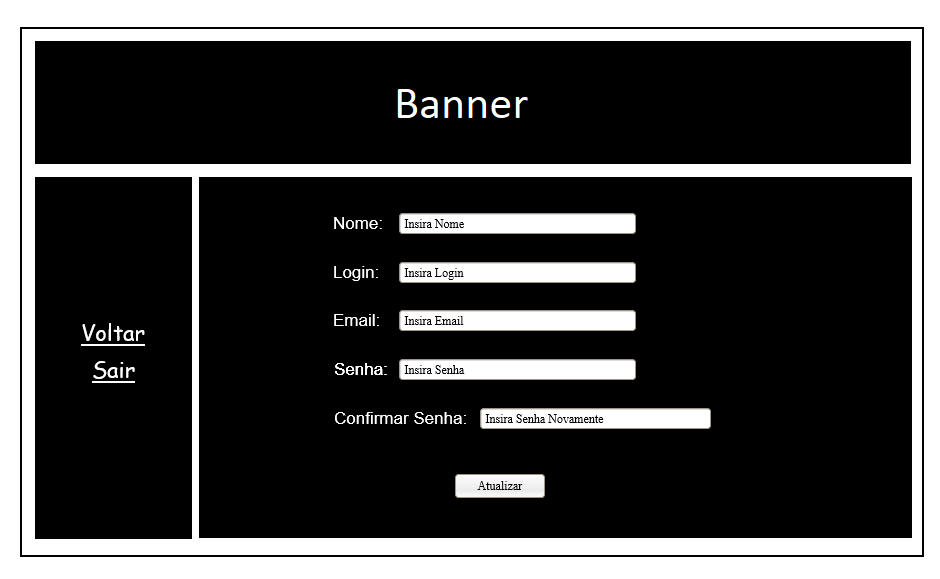 Banner
Voltar
Sair
Nome: Insira Nome
Login: Insira Login
Email: Insira Email
Senha: Insira Senha
Confirmar Senha: Insira Senha Novamente
Atualizar